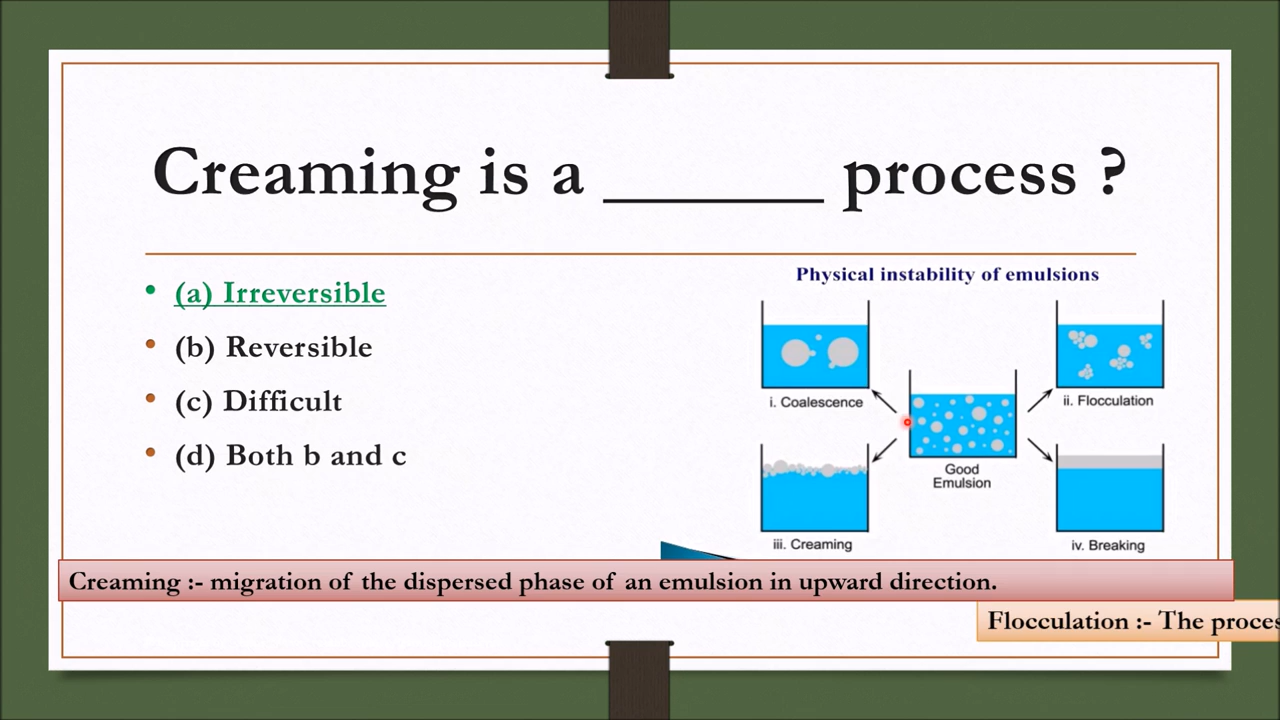 Creaming is a ______ process ?
• (a) Irreversible
• (b) Reversible
• (c) Difficult
• (d) Both b and c
Physical instability of emulsions
i. Coalescence
ii. Flocculation
Good
Emulsion
iii. Creaming
iv. Breaking
Creaming :- migration of the dispersed phase of an emulsion in upward direction.
Flocculation :- The proces